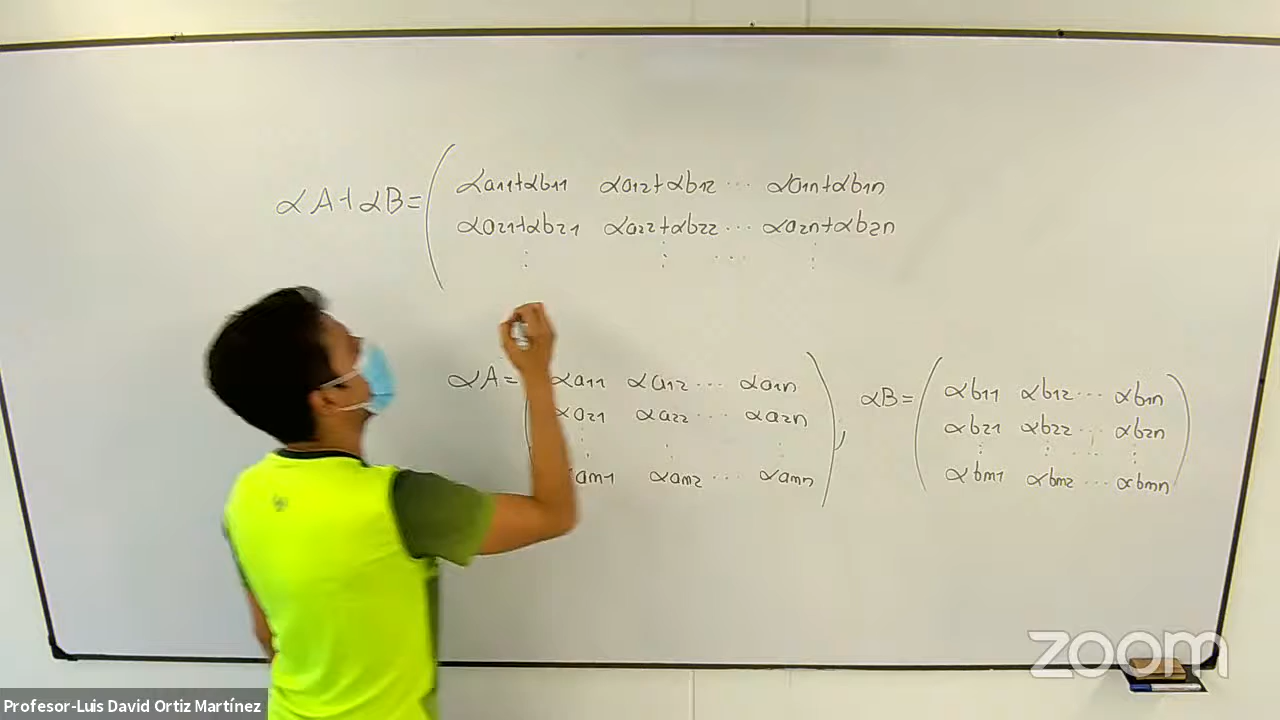 αA+αB=( αa11+αb11 αa12+αb12 ... αa1n+αb1n
αa21+αb21 αa22+αb22 ... αa2n+αb2n
⋮ ⋮ ... ⋮
αA=( αa11 αa12 ... αa1n
αa21 αa22 ... αa2n
⋮ ⋮ ⋮
αam1 αam2 ... αamn ),
αB=( αb11 αb12 ... αb1n
αb21 αb22 ... αb2n
⋮ ⋮ ... ⋮
αbm1 αbm2 ... αbmn )
zoom
Profesor-Luis David Ortiz Martínez